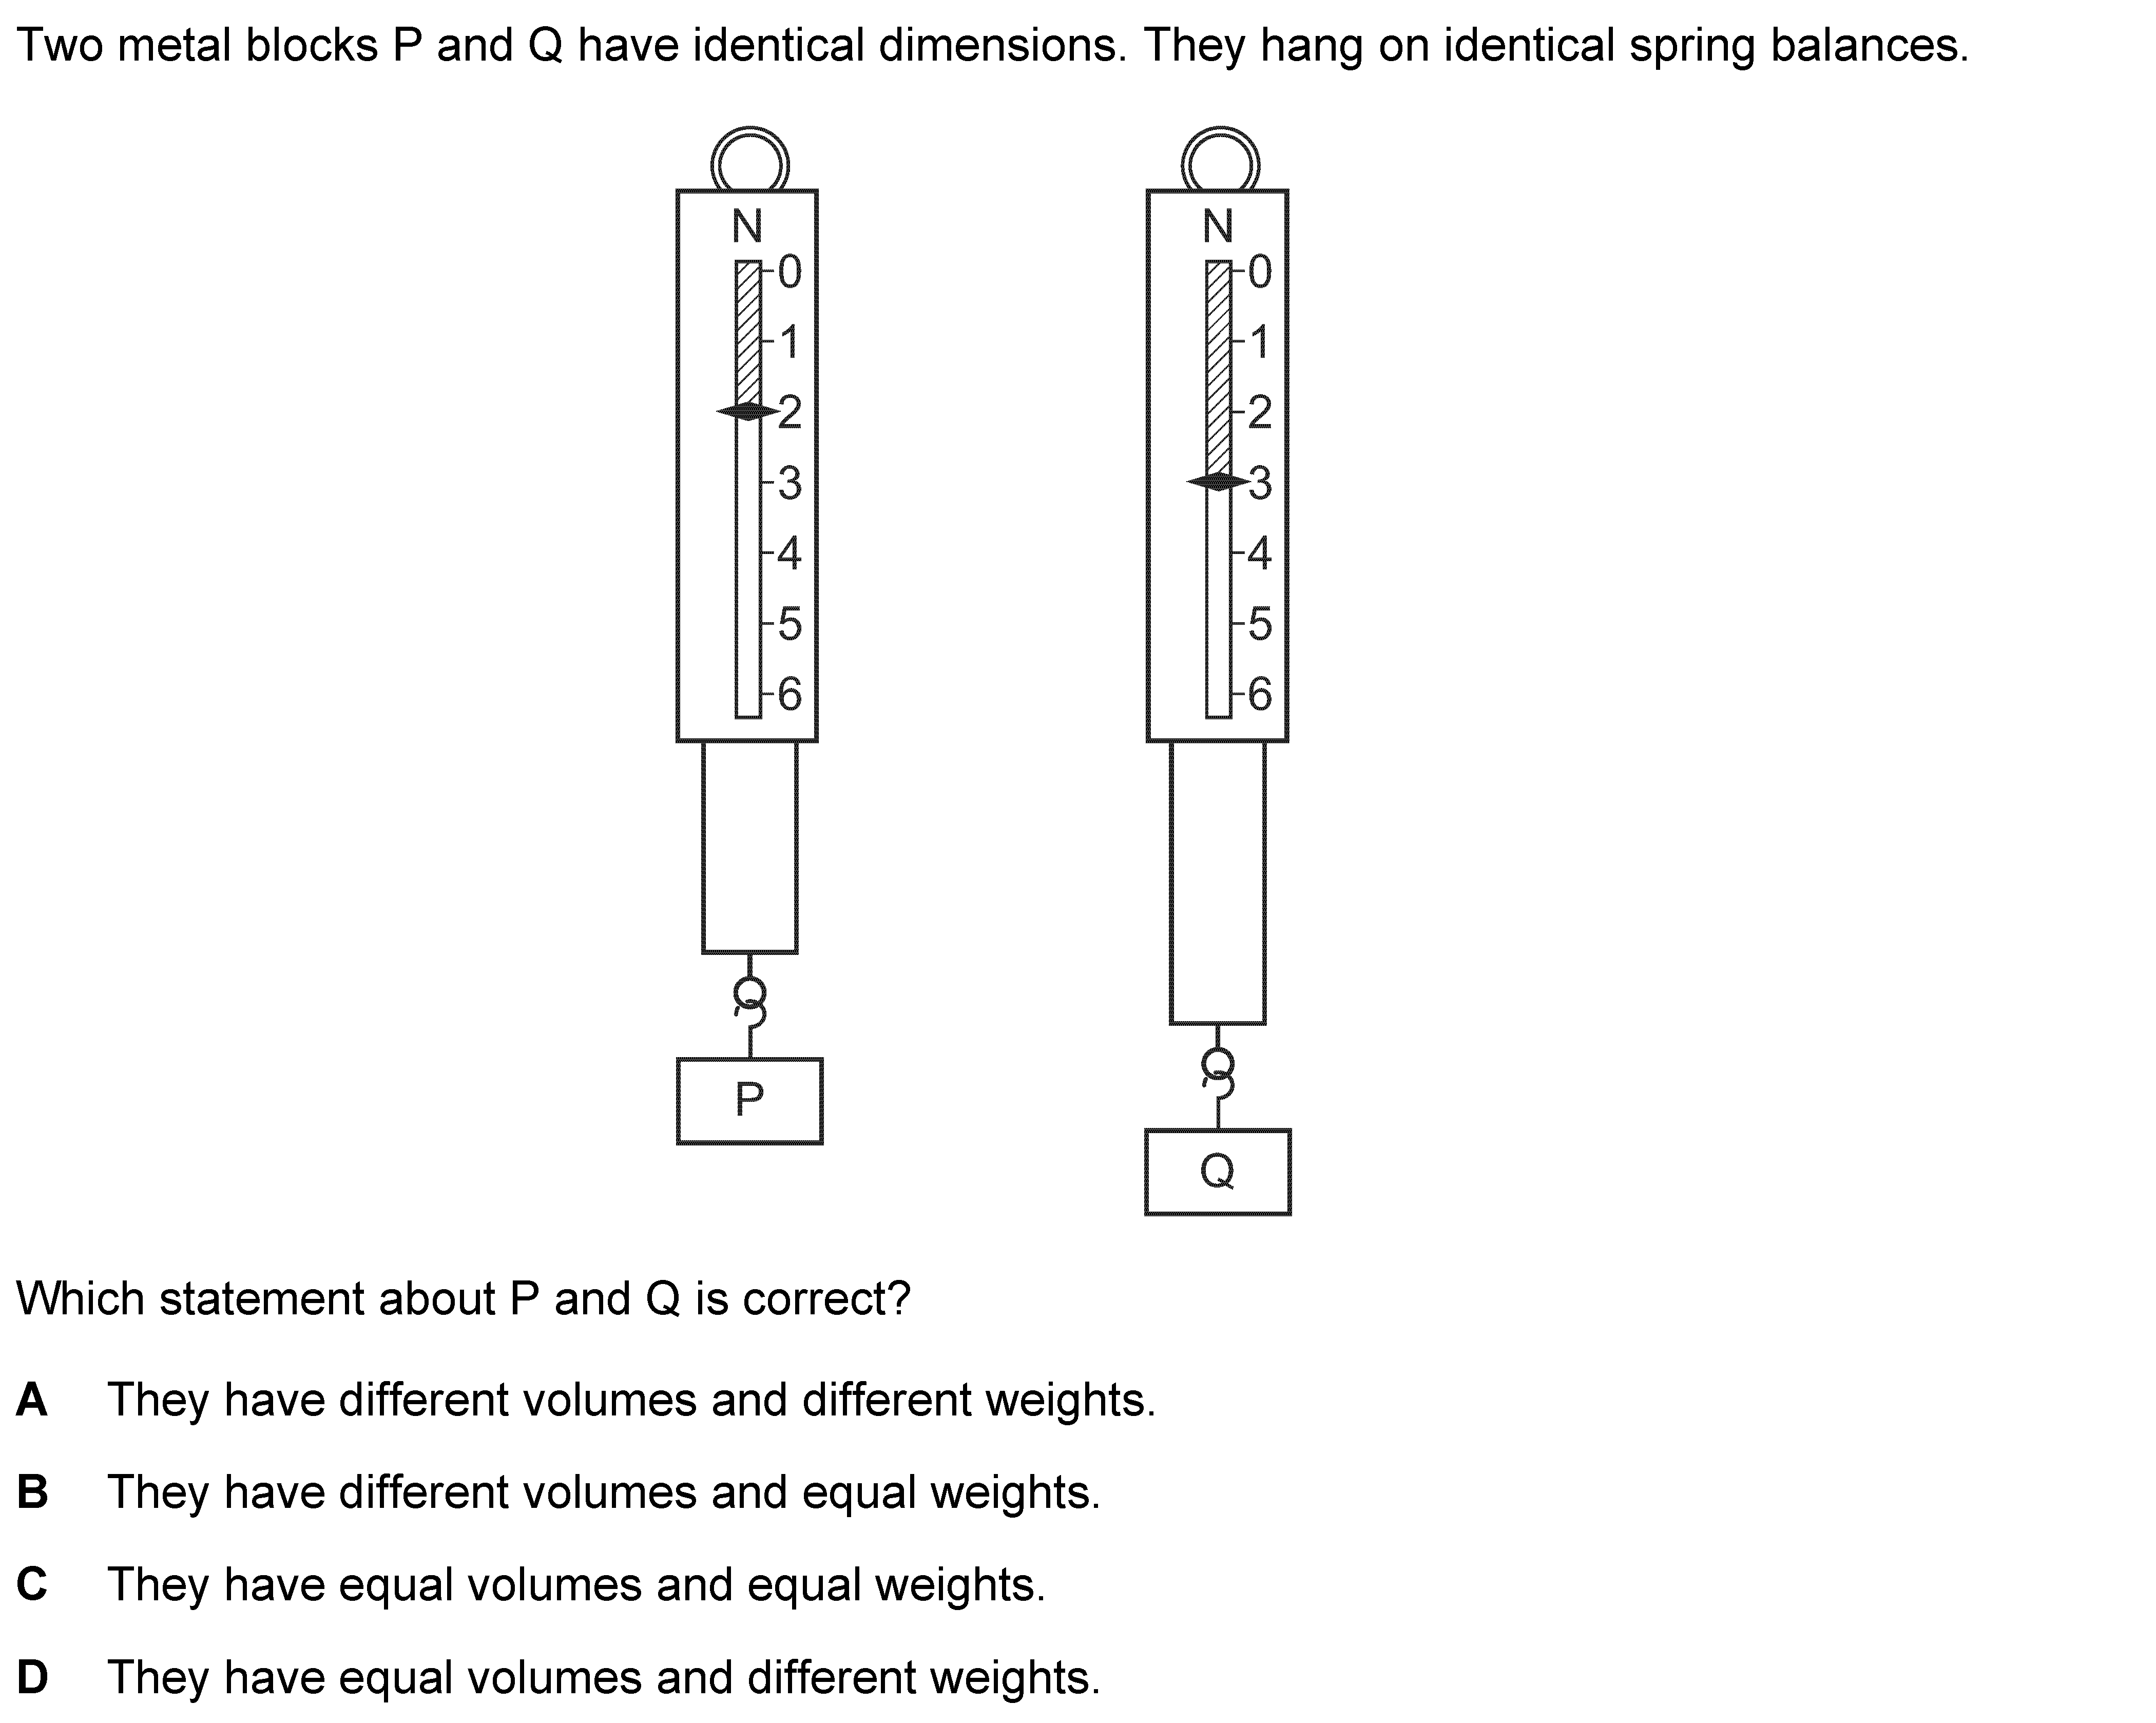 Two metal blocks P and Q have identical dimensions. They hang on identical spring balances.
N
0
1
2
3
4
5
6
P
N
0
1
2
3
4
5
6
Q
Which statement about P and Q is correct?
A They have different volumes and different weights.
B They have different volumes and equal weights.
C They have equal volumes and equal weights.
D They have equal volumes and different weights.